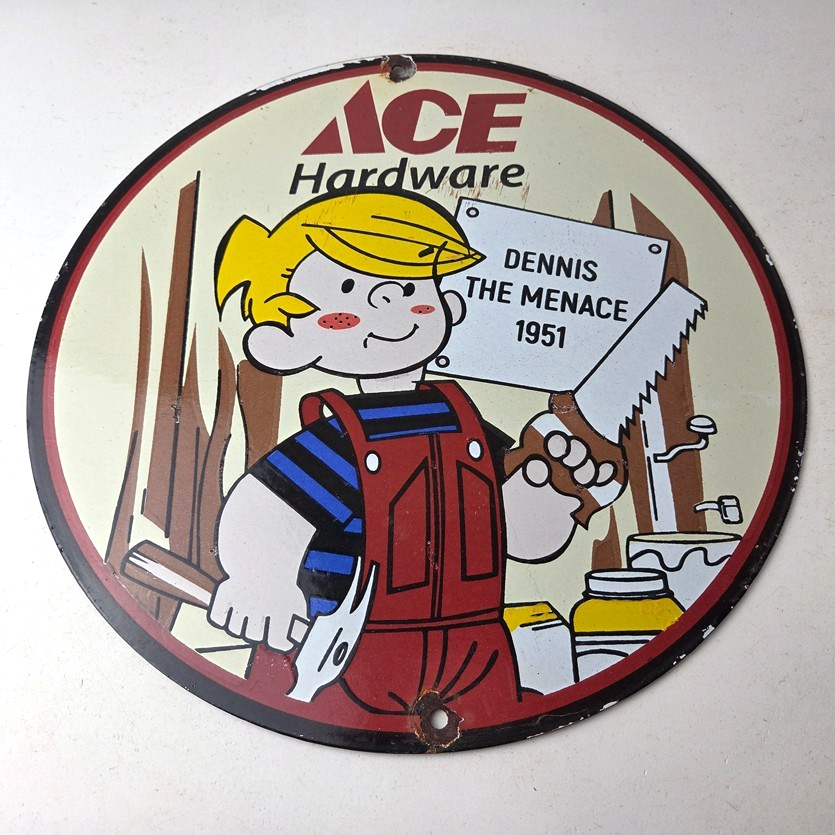 ACE
Hardware
DENNIS
THE MENACE
1951